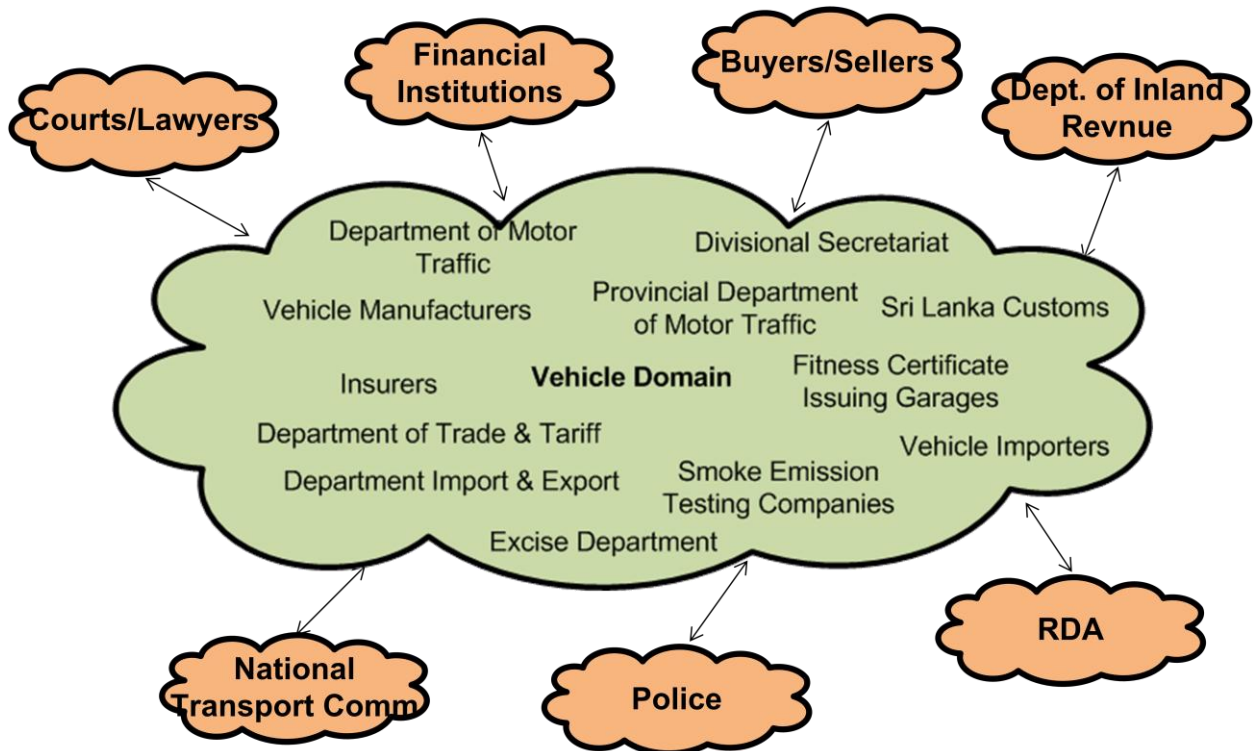 Courts/Lawyers
Financial
Institutions
Buyers/Sellers
Dept. of Inland
Revnue
Department of Motor
Traffic
Divisional Secretariat
Vehicle Manufacturers
Provincial Department
of Motor Traffic
Sri Lanka Customs
Insurers
Vehicle Domain
Fitness Certificate
Issuing Garages
Department of Trade & Tariff
Vehicle Importers
Department Import & Export
Smoke Emission
Testing Companies
Excise Department
National
Transport Comm
Police
RDA